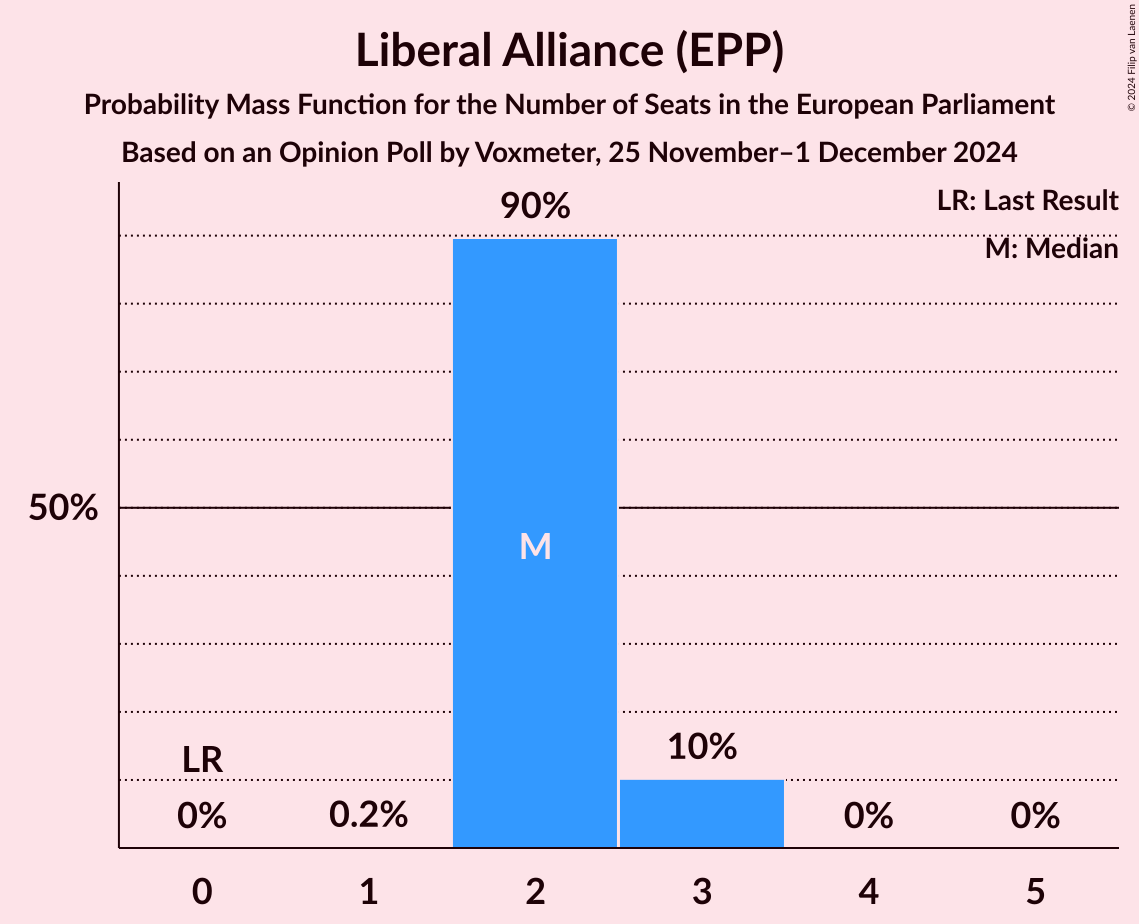 Liberal Alliance (EPP)
Probability Mass Function for the Number of Seats in the European Parliament
Based on an Opinion Poll by Voxmeter, 25 November–1 December 2024
© 2024 Filip van Laenen
LR: Last Result
M: Median
90%
50%
M
LR
10%
0%
0.2%
0%
0%
0
1
2
3
4
5